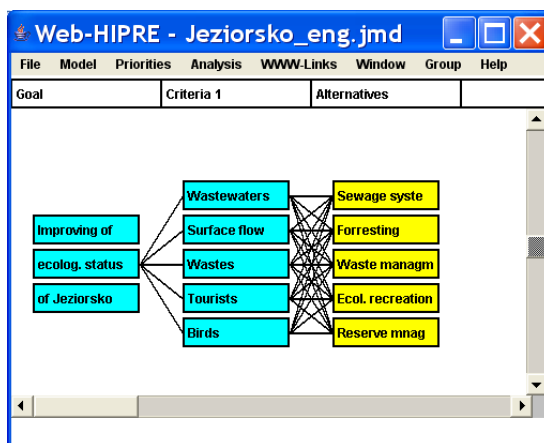 Web-HIPRE - Jeziorsko_eng.jmd
File Model Priorities Analysis WWW-Links Window Group Help
Goal Criteria 1 Alternatives
Wastewaters Sewage syste
Improving of Surface flow Forresting
ecolog. status Wastes Waste managm
of Jeziorsko Tourists Ecol. recreation
Birds Reserve mnag